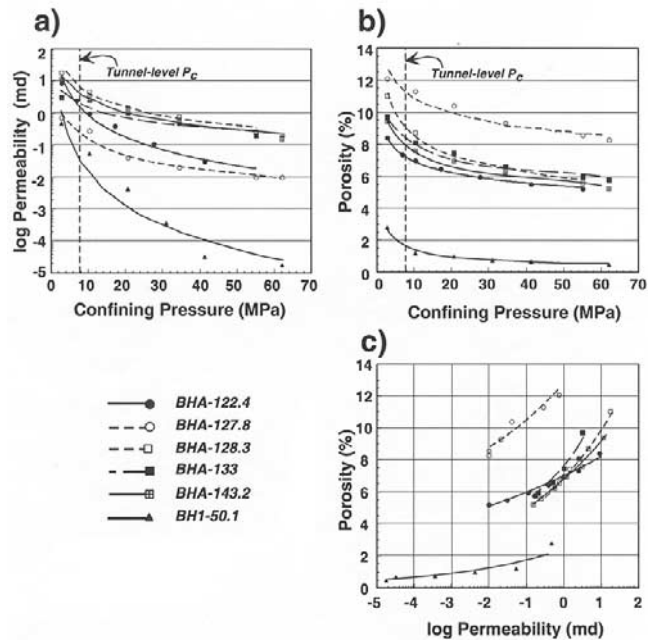 a)
2
1
0
-1
-2
-3
-4
-5
log Permeability (md)
Tunnel-level Pc
0 10 20 30 40 50 60 70
Confining Pressure (MPa)
b)
14
12
10
8
6
4
2
0
Porosity (%)
Tunnel-level Pc
0 10 20 30 40 50 60 70
Confining Pressure (MPa)
BHA-122.4
BHA-127.8
BHA-128.3
BHA-133
BHA-143.2
BH1-50.1
c)
14
12
10
8
6
4
2
0
Porosity (%)
-5 -4 -3 -2 -1 0 1 2
log Permeability (md)